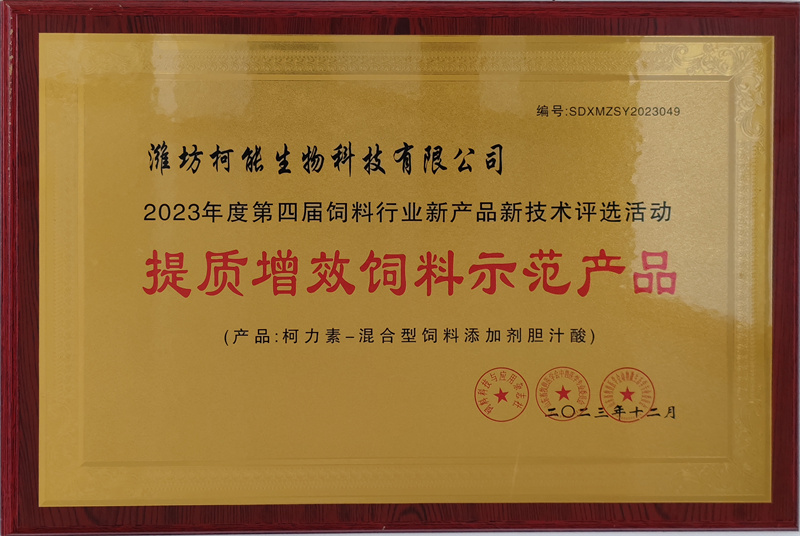 编号:SDXMZSY2023049
潍坊柯能生物科技有限公司
2023年度第四届饲料行业新产品新技术评选活动
提质增效饲料示范产品
(产品:柯力素-混合型饲料添加剂胆汁酸)
二〇二三年十二月